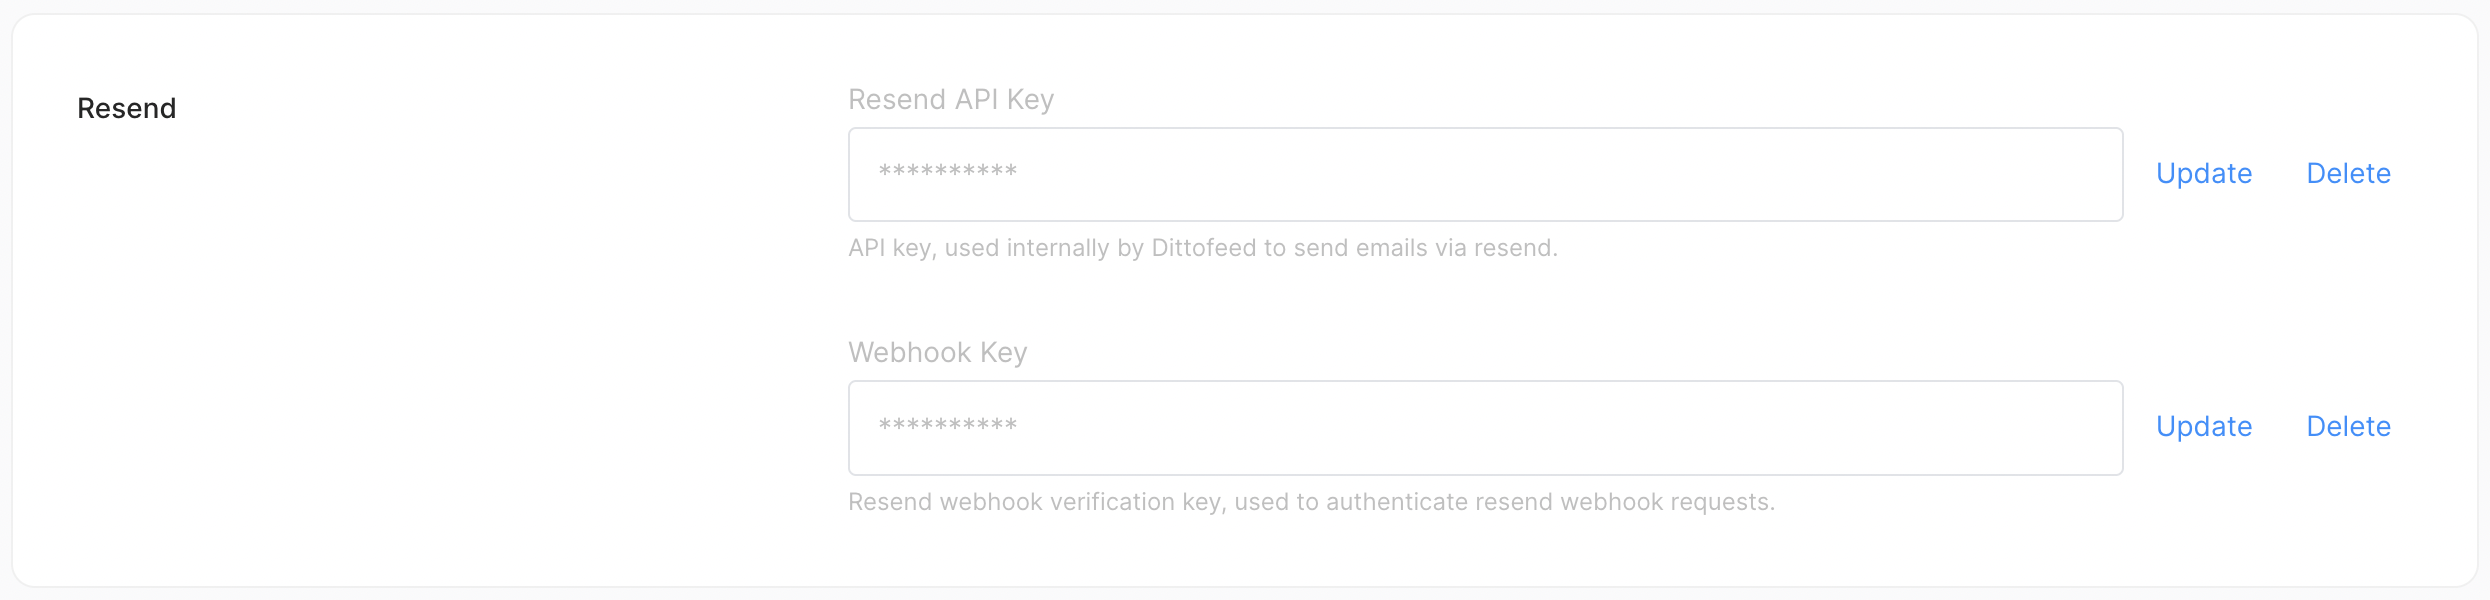 Resend
Resend API Key
**********
Update
Delete
API key, used internally by Dittofeed to send emails via resend.
Webhook Key
**********
Update
Delete
Resend webhook verification key, used to authenticate resend webhook requests.